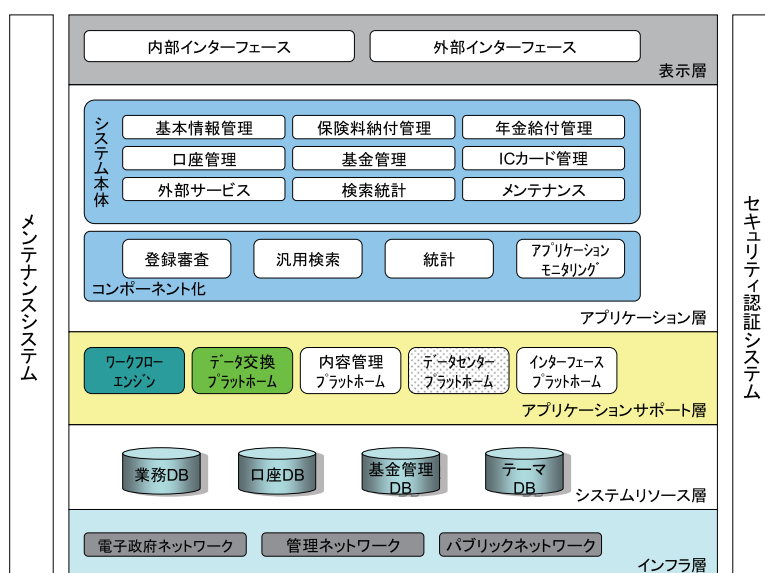 内部インターフェース
外部インターフェース
表示層
システム本体
基本情報管理
保険料納付管理
年金給付管理
口座管理
基金管理
ICカード管理
外部サービス
検索統計
メンテナンス
登録審査
汎用検索
統計
アプリケーション
モニタリング
コンポーネント化
アプリケーション層
ワークフロー
エンジン
データ交換
プラットホーム
内容管理
プラットホーム
データセンター
プラットホーム
インターフェース
プラットホーム
アプリケーションサポート層
業務DB
口座DB
基金管理
DB
テーマ
DB
システムリソース層
電子政府ネットワーク
管理ネットワーク
パブリックネットワーク
インフラ層
メンテナンスシステム
セキュリティ認証システム